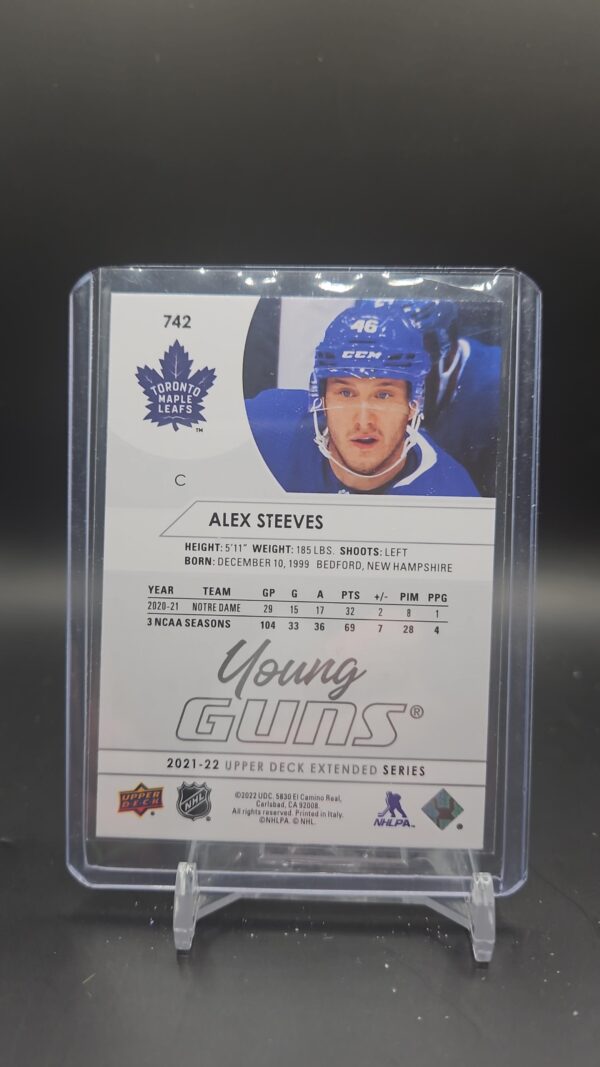 742
46
CCM
TORONTO
MAPLE
LEAFS
™
C
ALEX STEEVES
HEIGHT: 5'11" WEIGHT: 185 LBS. SHOOTS: LEFT
BORN: DECEMBER 10, 1999 BEDFORD, NEW HAMPSHIRE
YEAR TEAM GP G A PTS +/- PIM PPG
2020-21 NOTRE DAME 29 15 17 32 2 8 1
3 NCAA SEASONS 104 33 36 69 7 28 4
Young
GUNS®
2021-22 UPPER DECK EXTENDED SERIES
UPPER
DECK
NHL
©2022 UDC. 5830 El Camino Real,
Carlsbad, CA 92008.
All rights reserved. Printed in Italy.
©NHLPA. © NHL.
NHLPA™